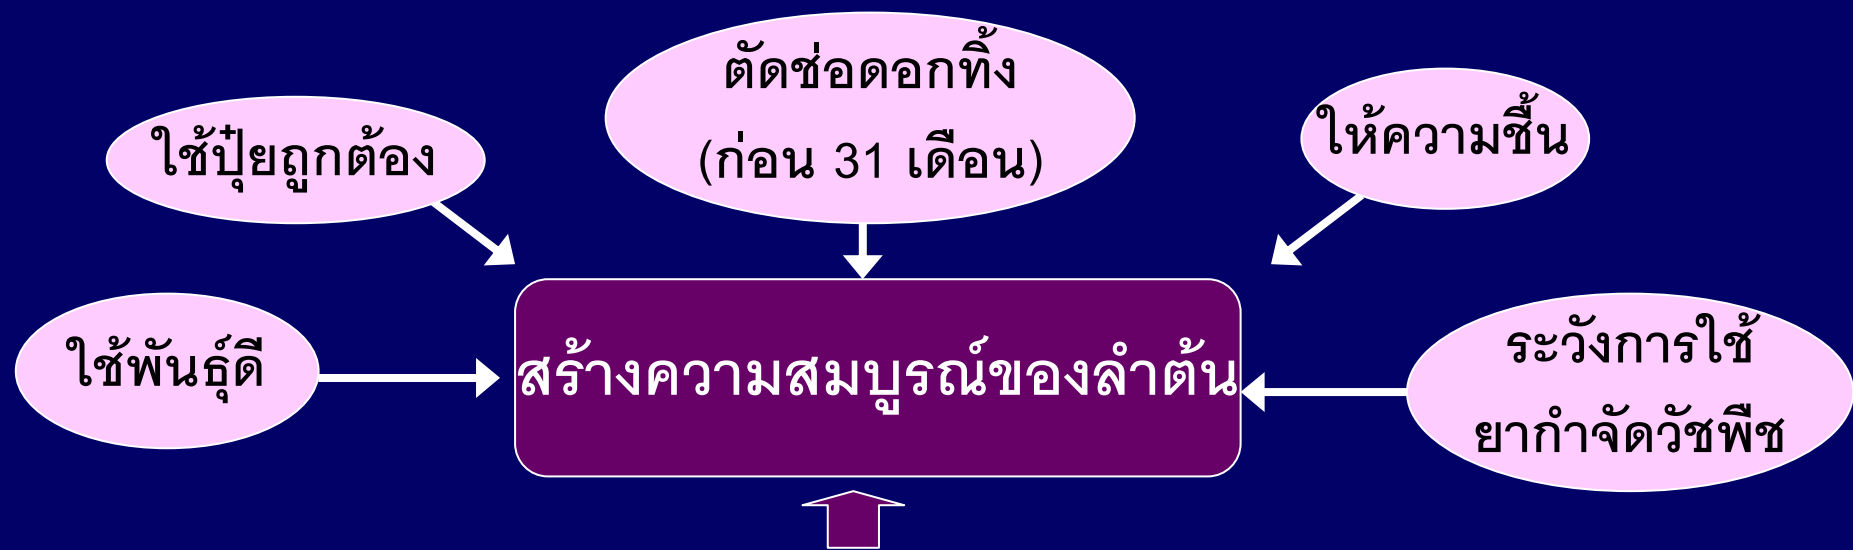 ตัดช่อดอกทิ้ง
(ก่อน 31 เดือน)
ใช้ปุ๋ยถูกต้อง
ให้ความชื้น
ใช้พันธุ์ดี
สร้างความสมบูรณ์ของลำต้น
ระวังการใช้
ยากำจัดวัชพืช